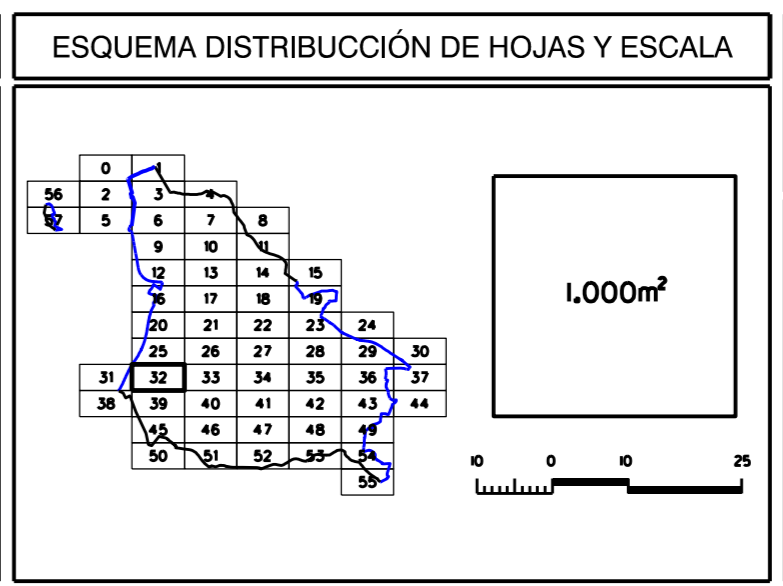 ESQUEMA DISTRIBUCCIÓN DE HOJAS Y ESCALA
0 1
56 2 3 4
57 5 6 7 8
9 10 11
12 13 14 15
16 17 18 19
20 21 22 23 24
25 26 27 28 29 30
31 32 33 34 35 36 37
38 39 40 41 42 43 44
45 46 47 48 49
50 51 52 53 54
55
1.000m²
10 0 10 25